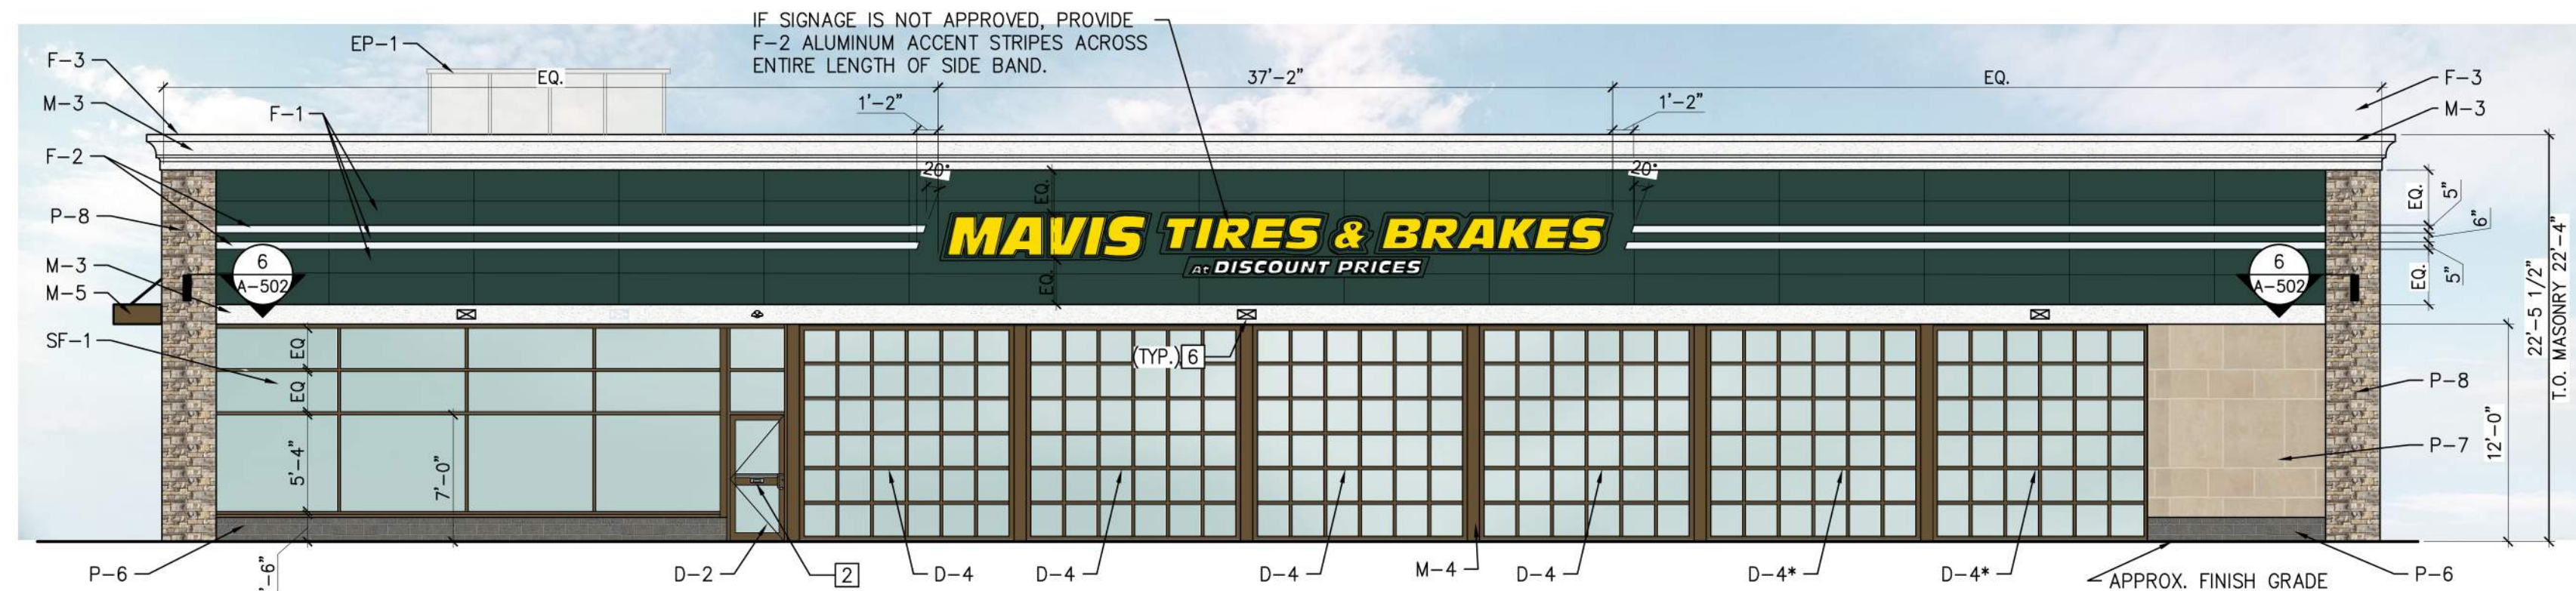 IF SIGNAGE IS NOT APPROVED, PROVIDE
F-2 ALUMINUM ACCENT STRIPES ACROSS
ENTIRE LENGTH OF SIDE BAND.
EP-1
F-3
EQ.
37'-2"
EQ.
F-3
M-3
1'-2"
1'-2"
M-3
F-1
F-2
20°
20°
EQ.
EQ.
5"
6"
P-8
MAVIS TIRES & BRAKES
At DISCOUNT PRICES
M-3
6
A-502
6
A-502
EQ.
EQ.
5"
M-5
22'-5 1/2"
T.O. MASONRY 22'-4"
SF-1
EQ
(TYP.) 6
EQ
P-8
12'-0"
P-7
5'-4"
7'-0"
P-6
D-2
2
D-4
D-4
D-4
M-4
D-4
D-4*
D-4*
APPROX. FINISH GRADE
P-6
'-6"